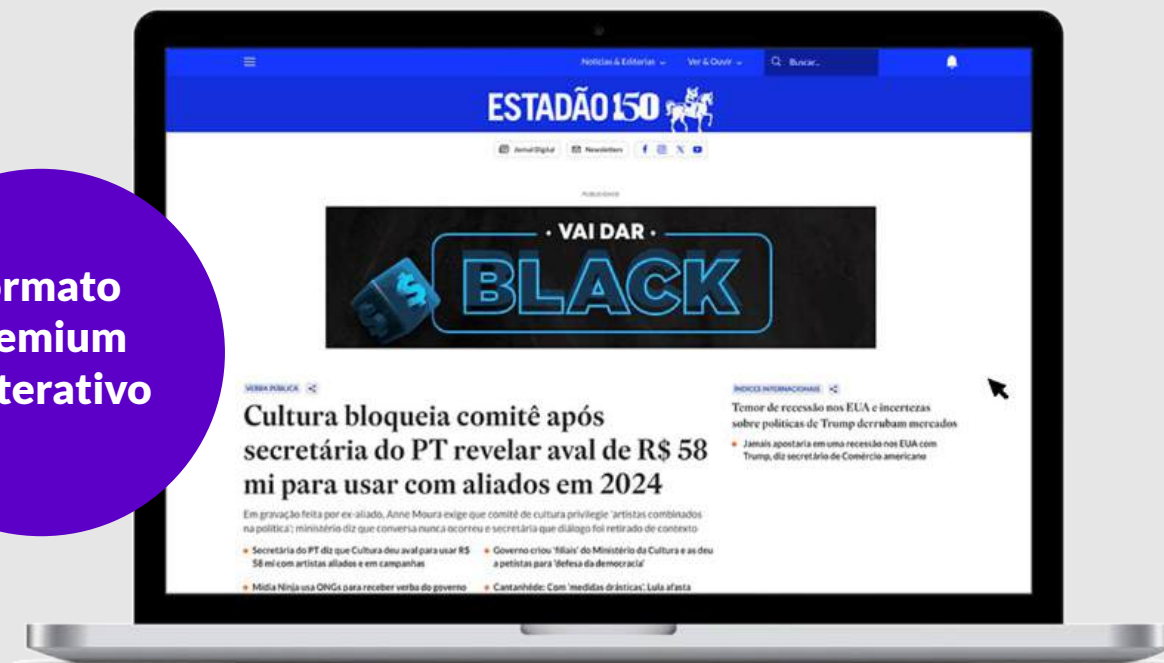 ormato
emium
terativo
Notícias & Editorias
Ver & Ouvir
Buscar...
ESTADÃO 150
Jornal Digital
Newsletters
PUBLICIDADE
· VAI DAR ·
BLACK
VERBA PÚBLICA
Cultura bloqueia comitê após
secretária do PT revelar aval de R$ 58
mi para usar com aliados em 2024
Em gravação feita por ex-aliado, Anne Moura exige que comitê de cultura privilegie 'artistas combinados
na política'; ministério diz que conversa nunca ocorreu e secretária que diálogo foi retirado de contexto
Secretária do PT diz que Cultura deu aval para usar R$
58 mi com artistas aliados e em campanhas
Mídia Ninja usa ONGs para receber verba do governo
Governo criou 'filiais' do Ministério da Cultura e as deu
a petistas para 'defesa da democracia'
Cantanhêde: Com 'medidas drásticas', Lula afasta
ÍNDICES INTERNACIONAIS
Temor de recessão nos EUA e incertezas
sobre políticas de Trump derrubam mercados
Jamais apostaria em uma recessão nos EUA com
Trump, diz secretário de Comércio americano